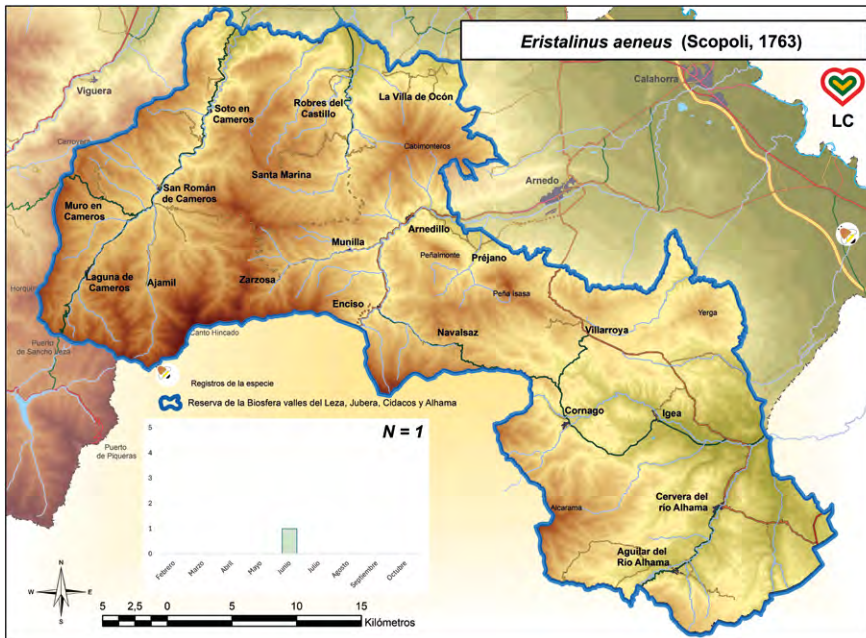 Eristalinus aeneus (Scopoli, 1763)
LC
Calahorra
Viguera
Soto en
Cameros
Robres del
Castillo
La Villa de Ocón
Cabimonteros
Santa Marina
San Román
de Cameros
Muro en
Cameros
Arnedo
Arnedillo
Munilla
Peñalmonte
Préjano
Laguna de
Cameros
Ajamil
Zarzosa
Peña Isasa
Enciso
Navalsaz
Villarroya
Yerga
Puerto
de Sancho Leza
Canto Hincado
Registros de la especie
Reserva de la Biosfera valles del Leza, Jubera, Cidacos y Alhama
Cornago
Igea
Puerto
de Piqueras
N = 1
5
4
3
2
1
0
Febrero
Marzo
Abril
Mayo
Junio
Julio
Agosto
Septiembre
Octubre
Alcarama
Cervera del
río Alhama
Aguilar del
Río Alhama
N
W
E
S
5 2,5 0 5 10 15
Kilómetros